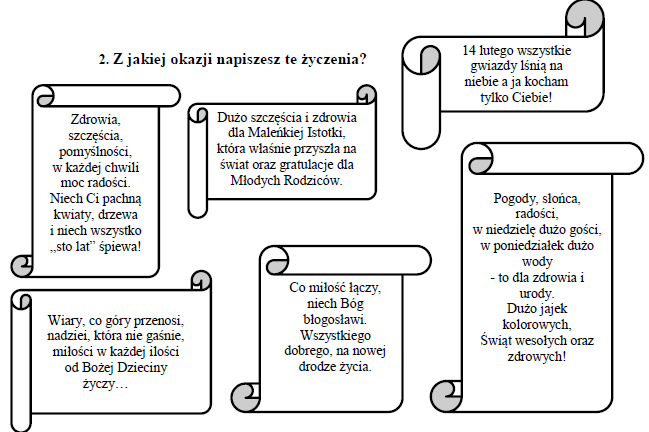 2. Z jakiej okazji napiszesz te życzenia?
14 lutego wszystkie
gwiazdy lśnią na
niebie a ja kocham
tylko Ciebie!
Zdrowia,
szczęścia,
pomyślności,
w każdej chwili
moc radości.
Niech Ci pachną
kwiaty, drzewa
i niech wszystko
„sto lat” śpiewa!
Dużo szczęścia i zdrowia
dla Maleńkiej Istotki,
która właśnie przyszła na
świat oraz gratulacje dla
Młodych Rodziców.
Pogody, słońca,
radości,
w niedzielę dużo gości,
w poniedziałek dużo
wody
- to dla zdrowia i
urody.
Dużo jajek
kolorowych,
Świąt wesołych oraz
zdrowych!
Wiary, co góry przenosi,
nadziei, która nie gaśnie,
miłości w każdej ilości
od Bożej Dzieciny
życzy…
Co miłość łączy,
niech Bóg
błogosławi.
Wszystkiego
dobrego, na nowej
drodze życia.